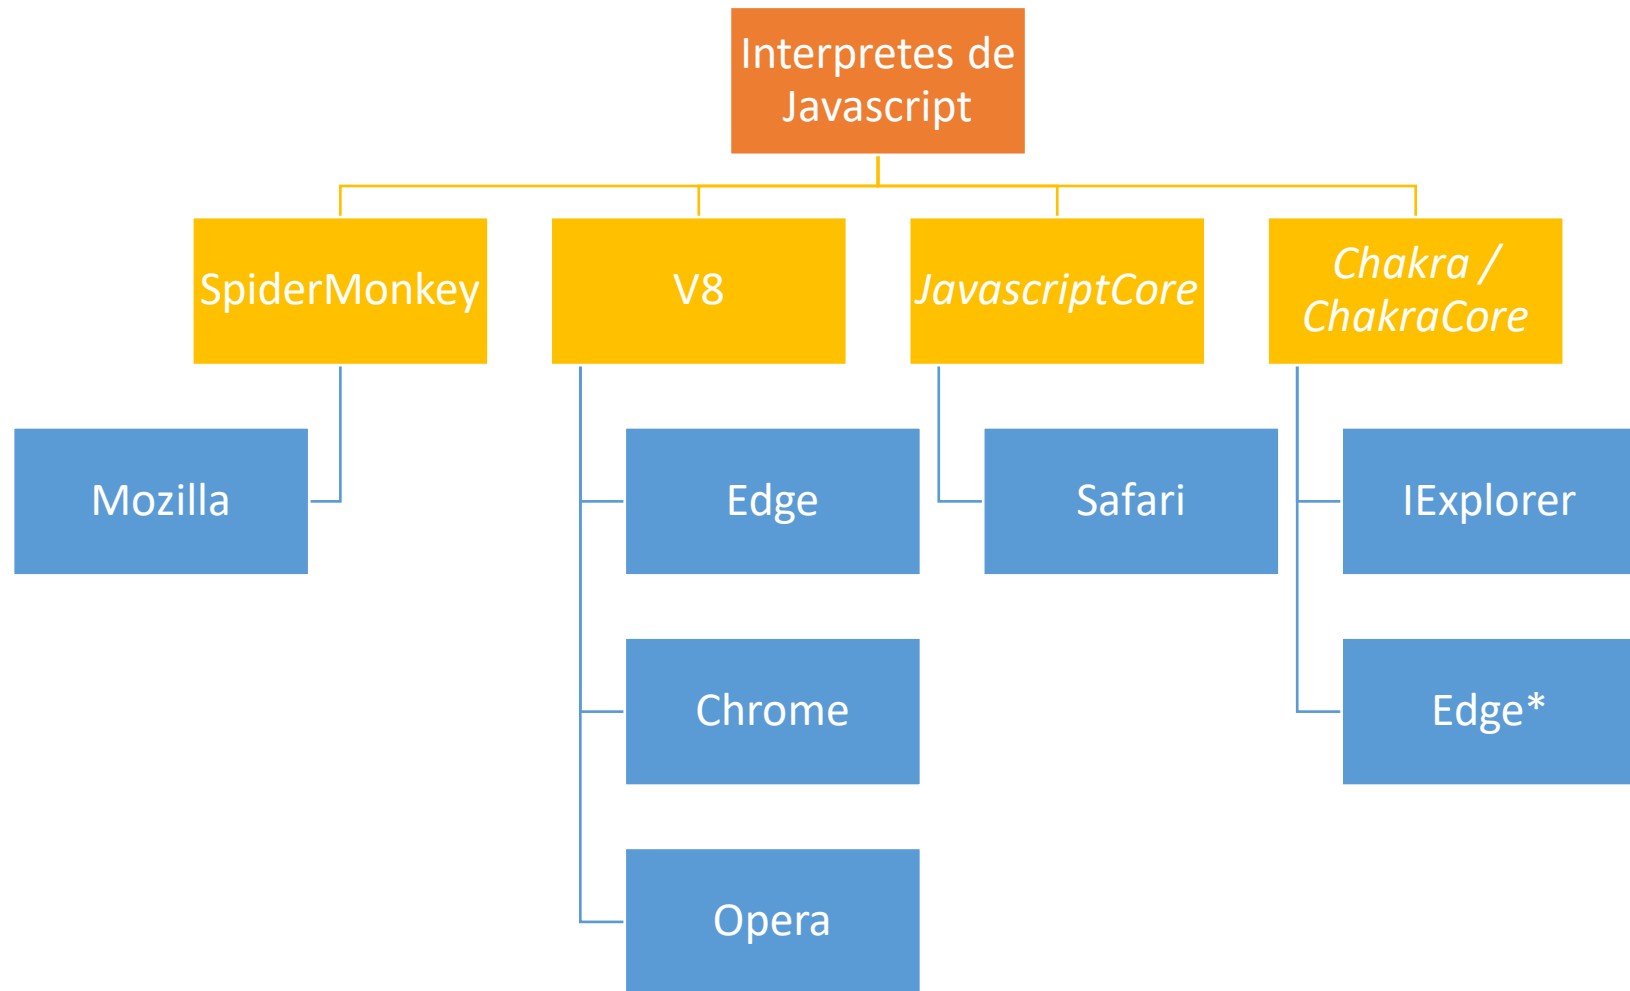 Interpretes de
Javascript
SpiderMonkey
V8
JavascriptCore
Chakra /
ChakraCore
Mozilla
Edge
Safari
IExplorer
Chrome
Edge*
Opera